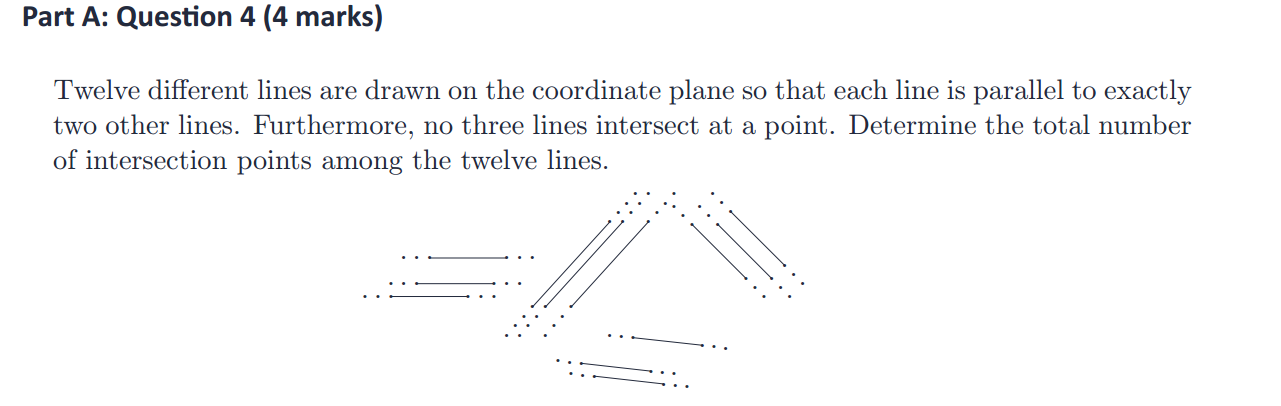 Part A: Question 4 (4 marks)
Twelve different lines are drawn on the coordinate plane so that each line is parallel to exactly
two other lines. Furthermore, no three lines intersect at a point. Determine the total number
of intersection points among the twelve lines.